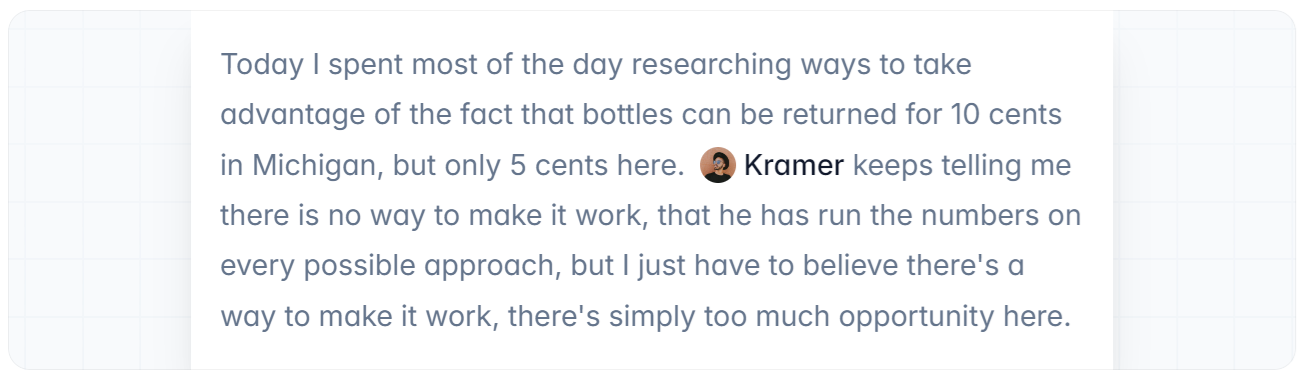 Today I spent most of the day researching ways to take
advantage of the fact that bottles can be returned for 10 cents
in Michigan, but only 5 cents here. Kramer keeps telling me
there is no way to make it work, that he has run the numbers on
every possible approach, but I just have to believe there's a
way to make it work, there's simply too much opportunity here.